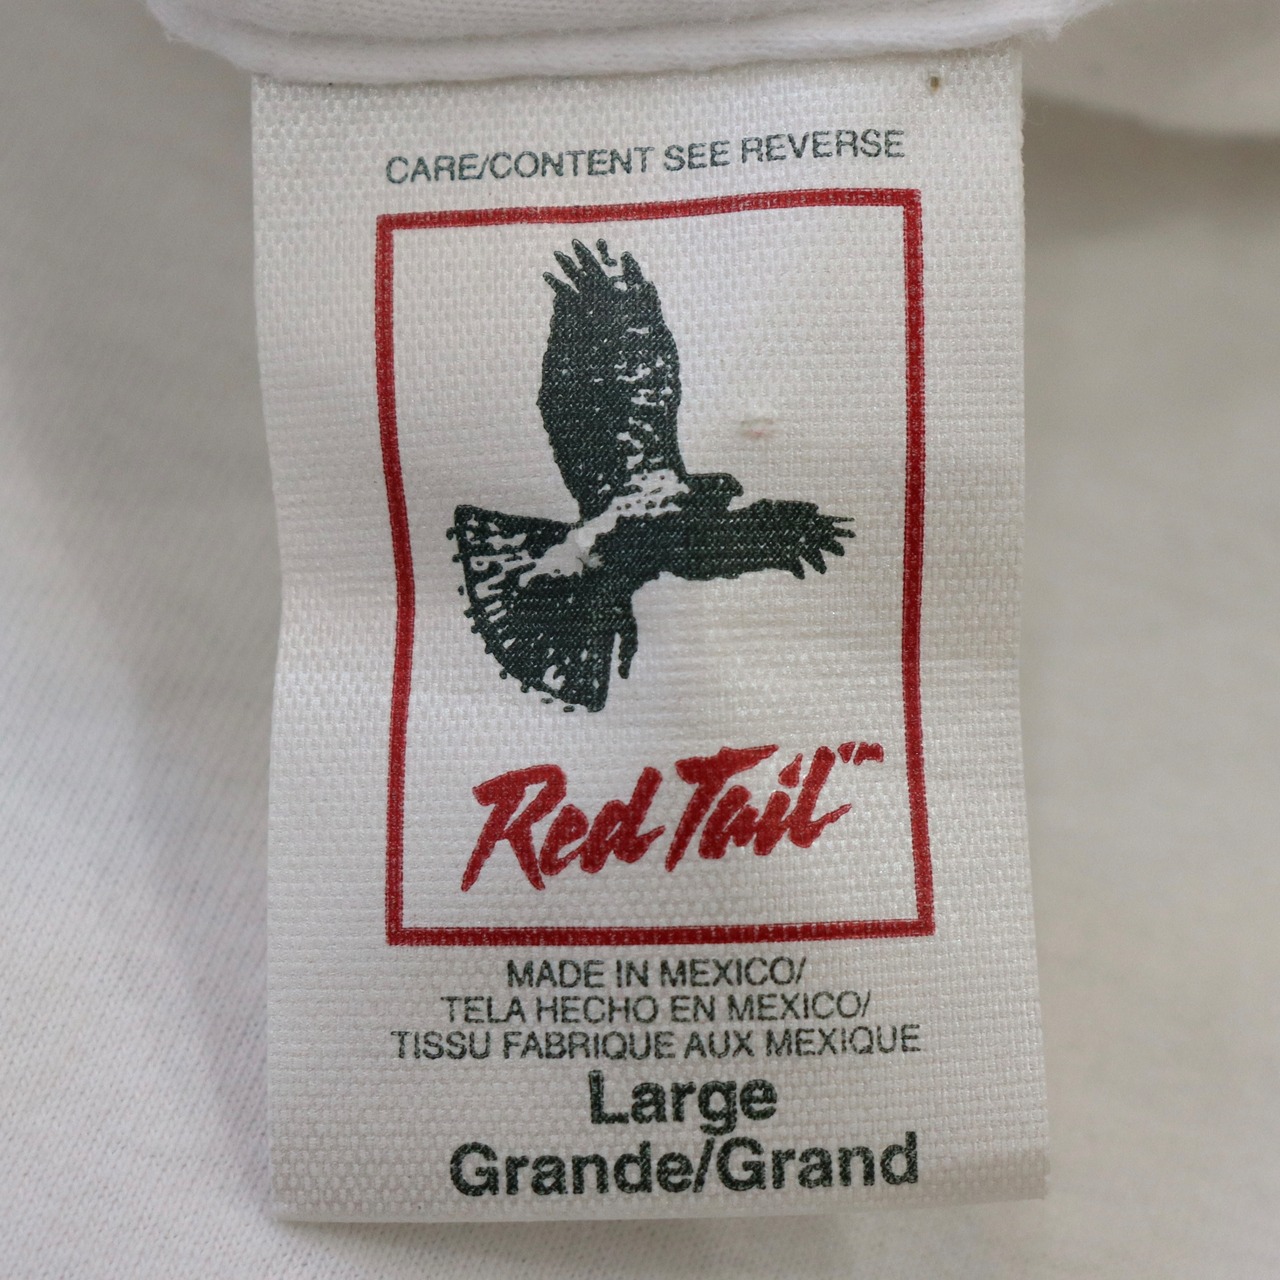 CARE/CONTENT SEE REVERSE
Red Tail™
MADE IN MEXICO/
TELA HECHO EN MEXICO/
TISSU FABRIQUE AUX MEXIQUE
Large
Grande/Grand